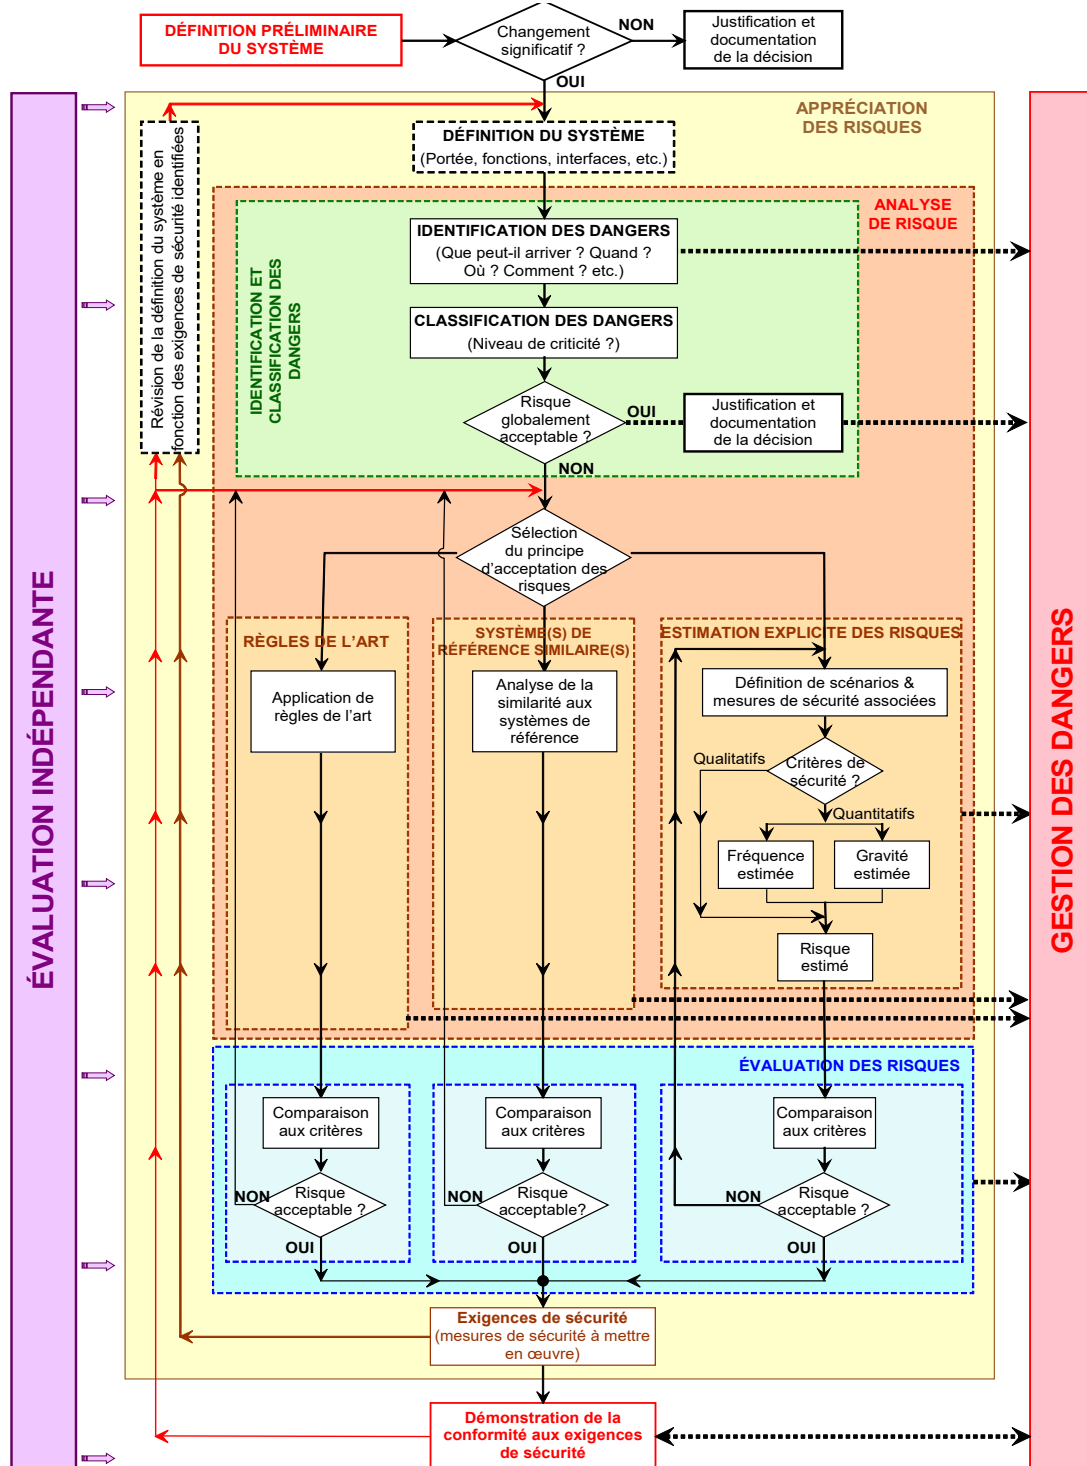 DÉFINITION PRÉLIMINAIRE
DU SYSTÈME
Changement
significatif ?
NON
Justification et
documentation
de la décision
OUI
APPRÉCIATION
DES RISQUES
DÉFINITION DU SYSTÈME
(Portée, fonctions, interfaces, etc.)
Révision de la définition du système en
fonction des exigences de sécurité identifiées
ANALYSE
DE RISQUE
IDENTIFICATION DES DANGERS
(Que peut-il arriver ? Quand ?
Où ? Comment ? etc.)
IDENTIFICATION ET
CLASSIFICATION DES
DANGERS
CLASSIFICATION DES DANGERS
(Niveau de criticité ?)
Risque
globalement
acceptable ?
OUI
Justification et
documentation
de la décision
NON
Sélection
du principe
d'acceptation des
risques
ÉVALUATION INDÉPENDANTE
GESTION DES DANGERS
RÈGLES DE L'ART
SYSTÈME(S) DE
RÉFÉRENCE SIMILAIRE(S)
ESTIMATION EXPLICITE DES RISQUES
Application de
règles de l'art
Analyse de la
similarité aux
systèmes de
référence
Définition de scénarios &
mesures de sécurité associées
Qualitatifs
Critères de
sécurité ?
Quantitatifs
Fréquence
estimée
Gravité
estimée
Risque
estimé
ÉVALUATION DES RISQUES
Comparaison
aux critères
Comparaison
aux critères
Comparaison
aux critères
NON
Risque
acceptable ?
NON
Risque
acceptable?
NON
Risque
acceptable ?
OUI
OUI
OUI
Exigences de sécurité
(mesures de sécurité à mettre
en œuvre)
Démonstration de la
conformité aux exigences
de sécurité